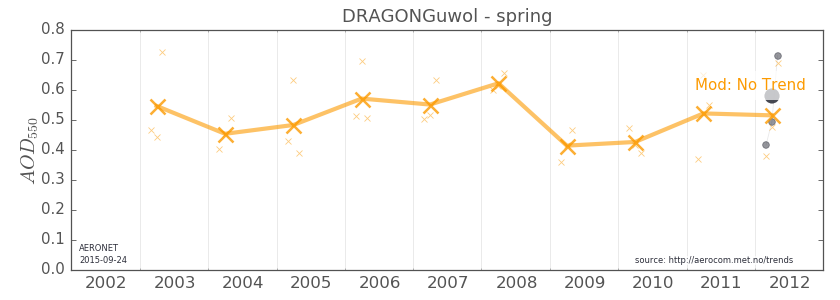 DRAGONGuwol - spring
0.8
0.7
0.6
0.5
0.4
0.3
0.2
0.1
0.0
AOD550
Mod: No Trend
AERONET
2015-09-24
source: http://aerocom.met.no/trends
2002 2003 2004 2005 2006 2007 2008 2009 2010 2011 2012